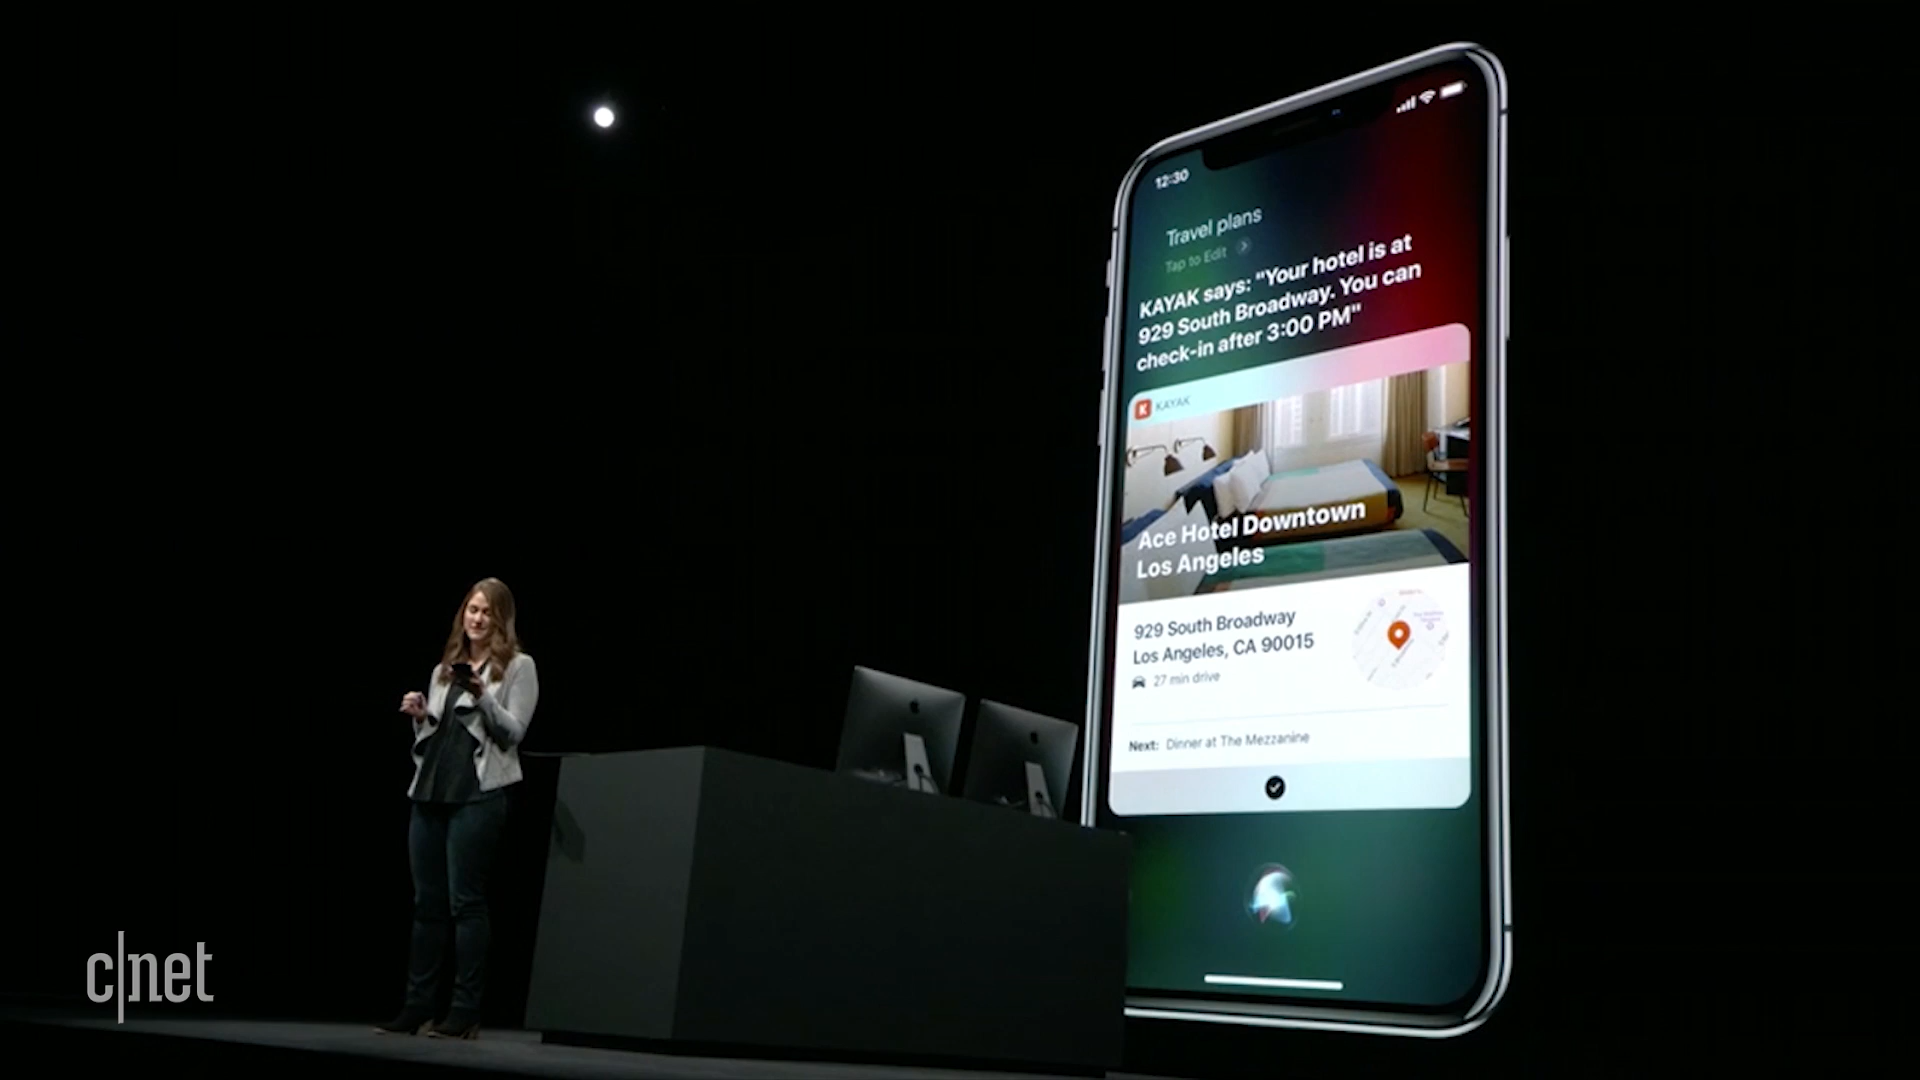 12:30
Travel plans
Tap to Edit
KAYAK says: "Your hotel is at
929 South Broadway. You can
check-in after 3:00 PM"
K KAYAK
Ace Hotel Downtown
Los Angeles
929 South Broadway
Los Angeles, CA 90015
27 min drive
Next: Dinner at The Mezzanine
c|net